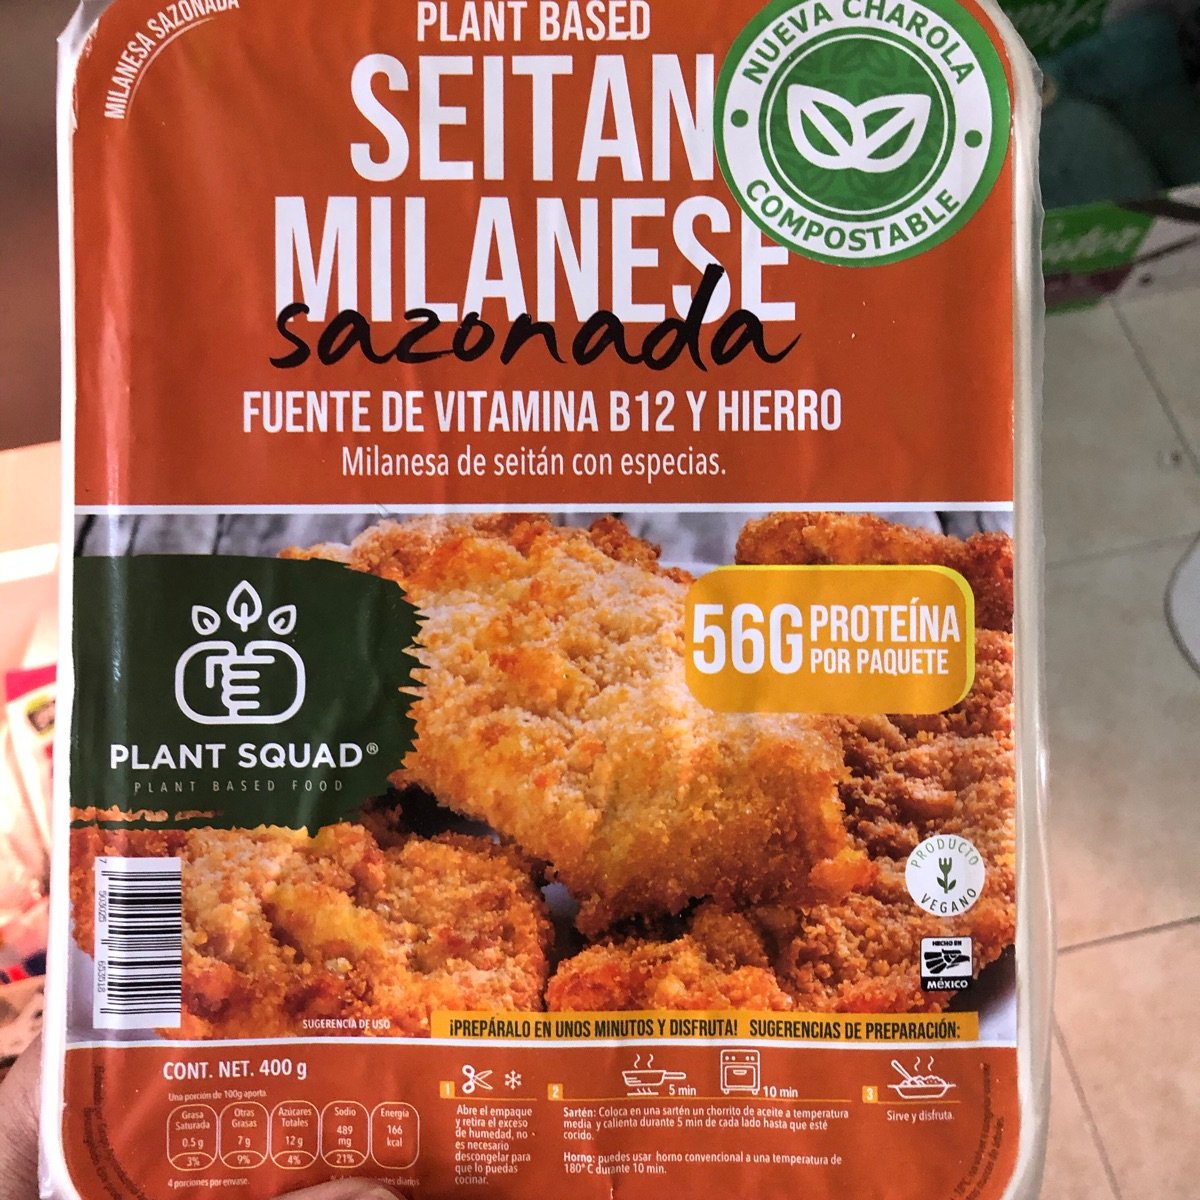 MILANESA SAZONADA
PLANT BASED
SEITAN
MILANESE
sazonada
NUEVA CHAROLA
COMPOSTABLE
FUENTE DE VITAMINA B12 Y HIERRO
Milanesa de seitán con especias.
56G PROTEÍNA
POR PAQUETE
PLANT SQUAD®
PLANT BASED FOOD
PRODUCTO
VEGANO
HECHO EN
MÉXICO
SUGERENCIA DE USO
¡PREPÁRALO EN UNOS MINUTOS Y DISFRUTA! SUGERENCIAS DE PREPARACIÓN:
CONT. NET. 400 g
Una porción de 100g aporta
Grasa Saturada 0.5 g 3%
Otras Grasas 7 g 9%
Azúcares Totales 12 g 4%
Sodio 489 mg 21%
Energía 166 kcal
4 porciones por envase.
1
Abre el empaque
y retira el exceso
de humedad, no
es necesario
descongelar para
que lo puedas
cocinar.
2
5 min
10 min
Sartén: Coloca en una sartén un chorrito de aceite a temperatura
media y calienta durante 5 min de cada lado hasta que esté
cocido.
Horno: puedes usar horno convencional a una temperatura de
180° C durante 10 min.
3
Sirve y disfruta.